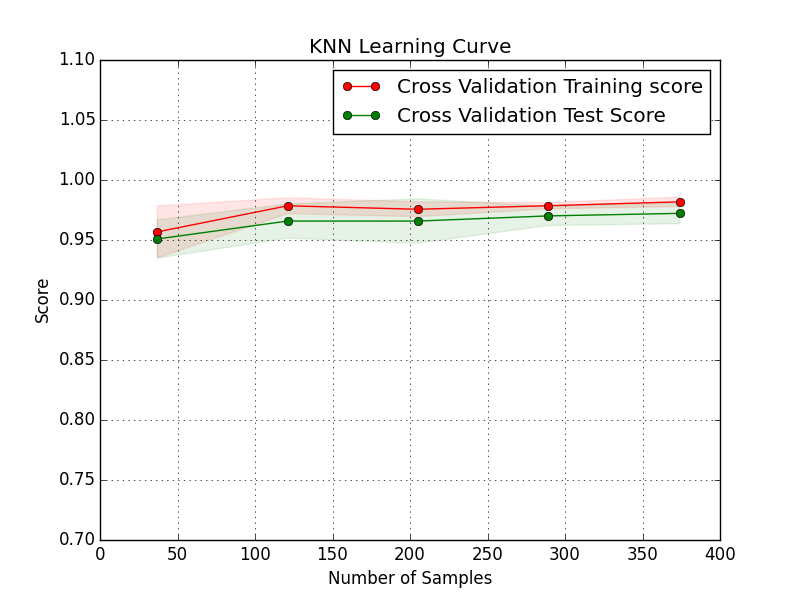 KNN Learning Curve
1.10
1.05
1.00
0.95
0.90
0.85
0.80
0.75
0.70
Score
Cross Validation Training score
Cross Validation Test Score
0 50 100 150 200 250 300 350 400
Number of Samples